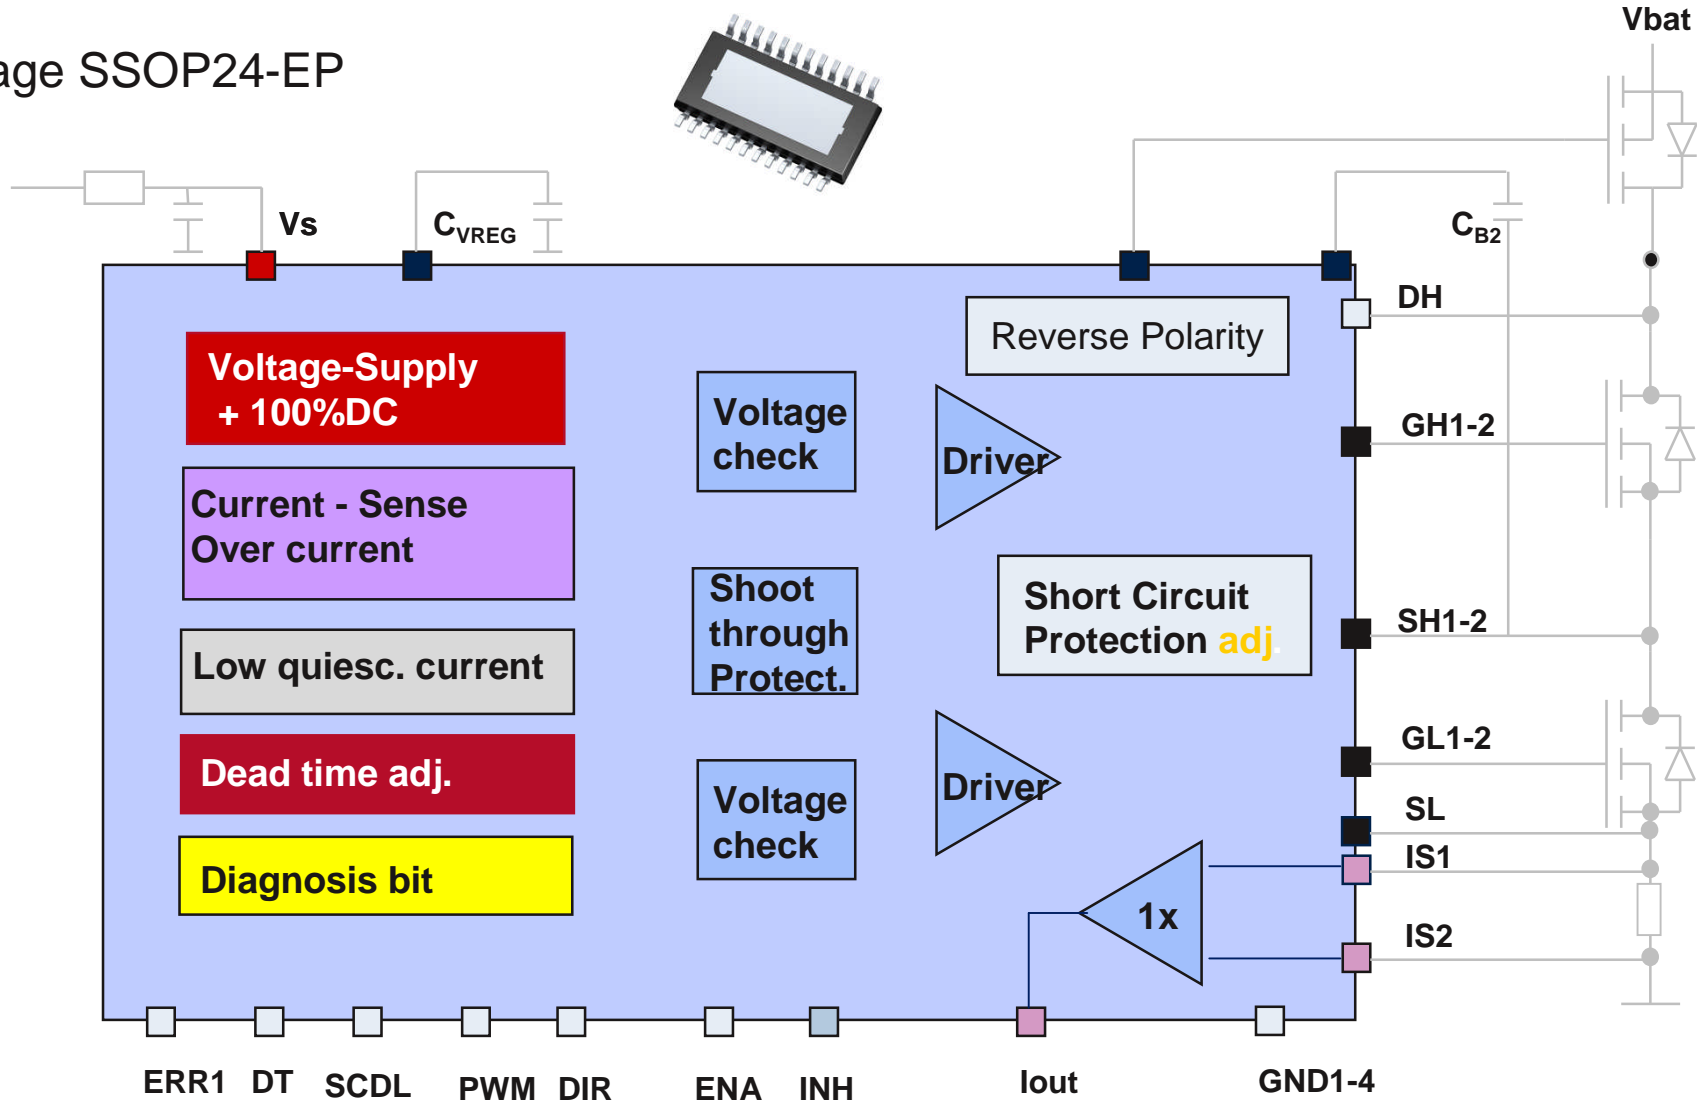 Vbat
age SSOP24-EP
Vs
CVREG
CB2
DH
Reverse Polarity
Voltage-Supply
+ 100%DC
Voltage
check
Driver
GH1-2
Current - Sense
Over current
Shoot
through
Protect.
Short Circuit
Protection adj.
SH1-2
Low quiesc. current
Dead time adj.
Voltage
check
Driver
GL1-2
SL
IS1
Diagnosis bit
1x
IS2
ERR1 DT SCDL PWM DIR ENA INH Iout GND1-4